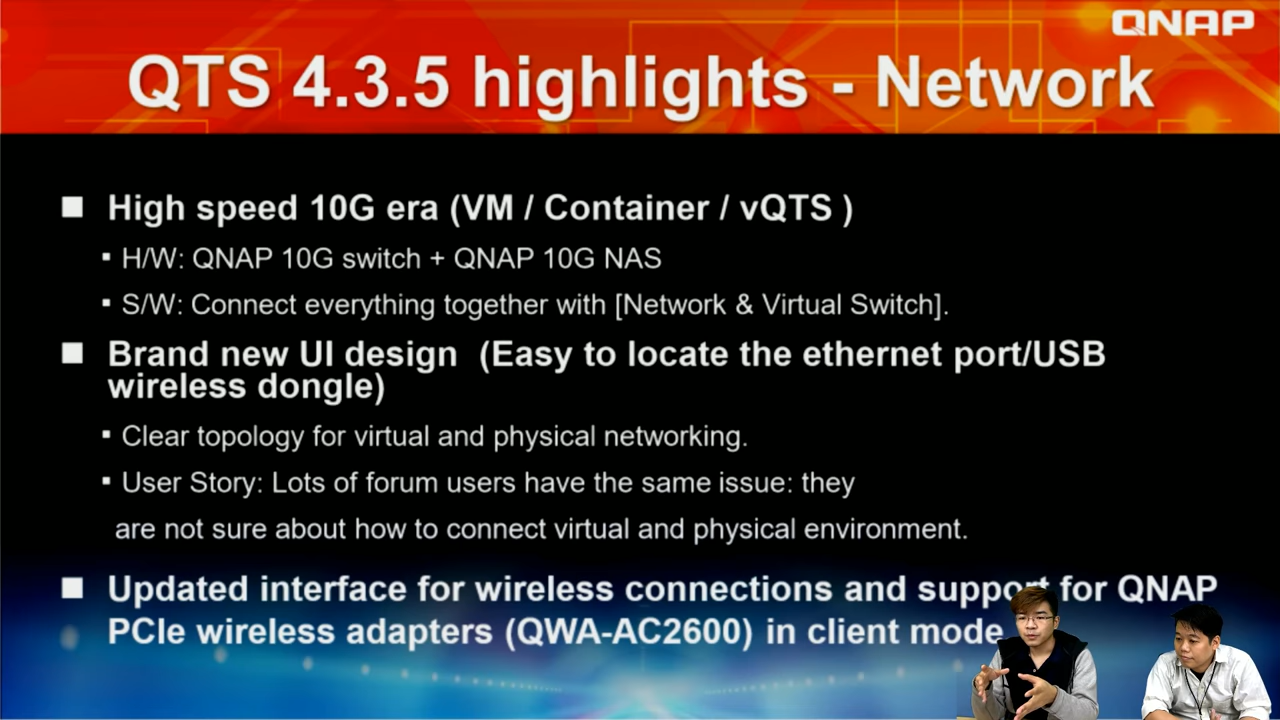 QNAP
QTS 4.3.5 highlights - Network
High speed 10G era (VM / Container / vQTS )
H/W: QNAP 10G switch + QNAP 10G NAS
S/W: Connect everything together with [Network & Virtual Switch].
Brand new UI design (Easy to locate the ethernet port/USB
wireless dongle)
Clear topology for virtual and physical networking.
User Story: Lots of forum users have the same issue: they
are not sure about how to connect virtual and physical environment.
Updated interface for wireless connections and support for QNAP
PCIe wireless adapters (QWA-AC2600) in client mode